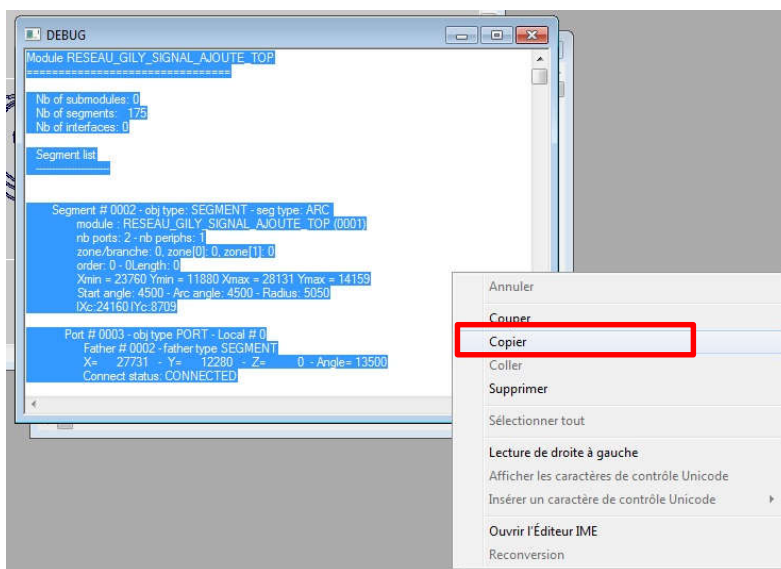 DEBUG
Module RESEAU_GILY_SIGNAL_AJOUTE_TOP
================================
Nb of submodules: 0
Nb of segments: 175
Nb of interfaces: 0
Segment list
--------------------
Segment # 0002 - obj type: SEGMENT - seg type: ARC
module : RESEAU_GILY_SIGNAL_AJOUTE_TOP (0001)
nb ports: 2 - nb periphs: 1
zone/branche: 0, zone[0]: 0, zone[1]: 0
order: 0 - 0Length: 0
Xmin = 23760 Ymin = 11880 Xmax = 28131 Ymax = 14159
Start angle: 4500 - Arc angle: 4500 - Radius: 5050
IXc:24160 IYc:8709
Port # 0003 - obj type PORT - Local # 0
Father # 0002 - father type SEGMENT
X= 27731 - Y= 12280 - Z= 0 - Angle= 13500
Connect status: CONNECTED
Annuler
Couper
Copier
Coller
Supprimer
Sélectionner tout
Lecture de droite à gauche
Afficher les caractères de contrôle Unicode
Insérer un caractère de contrôle Unicode
Ouvrir l'Éditeur IME
Reconversion